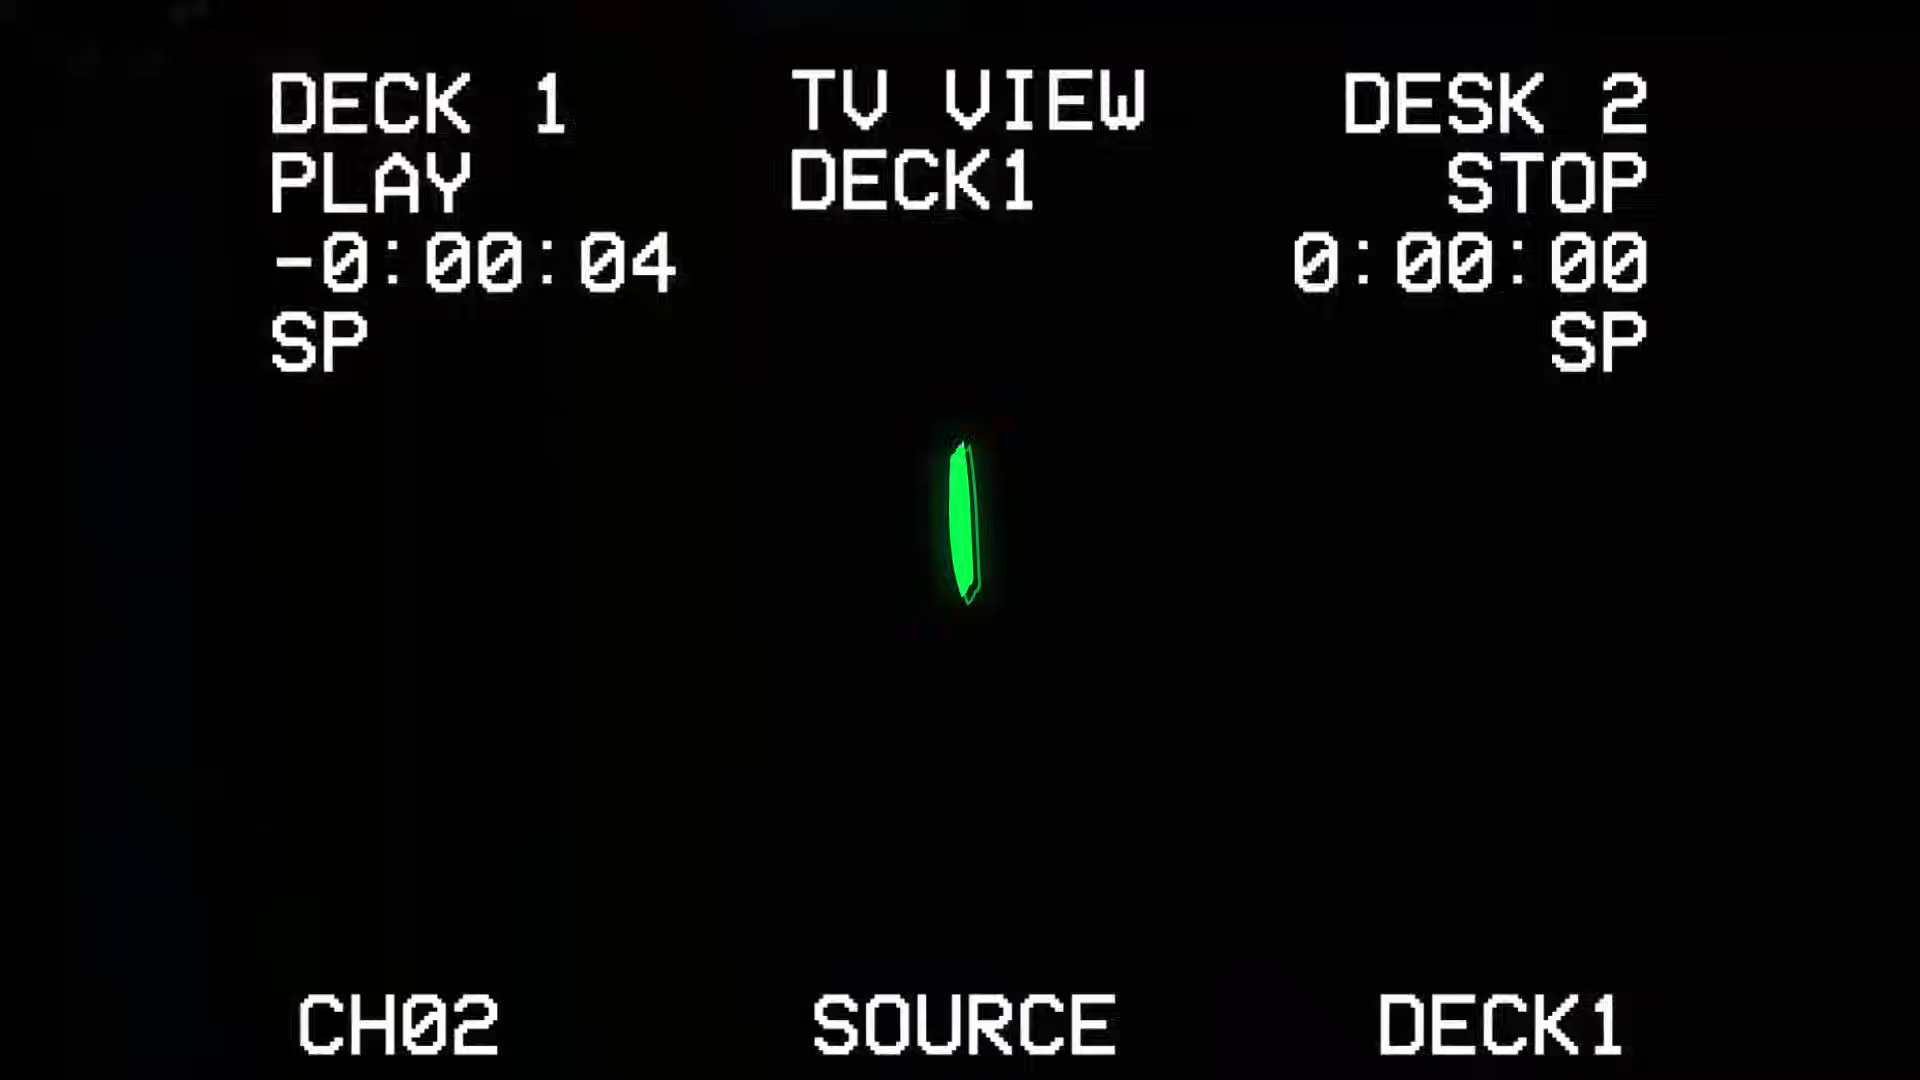 DECK 1
PLAY
-0:00:04
SP
TV VIEW
DECK1
DESK 2
STOP
0:00:00
SP
CH02
SOURCE
DECK1